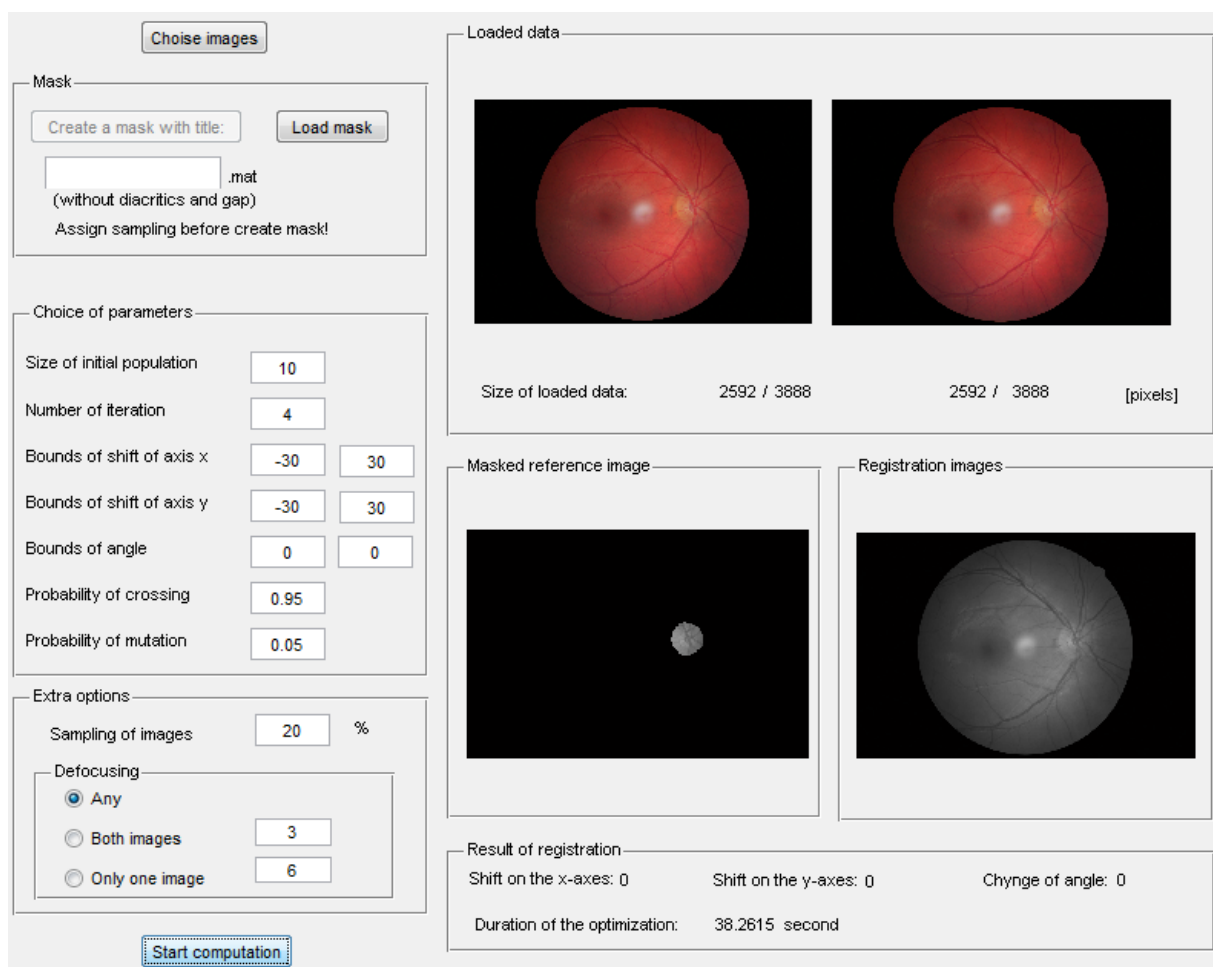 Choise images
Mask
Create a mask with title:
Load mask
.mat
(without diacritics and gap)
Assign sampling before create mask!
Choice of parameters
Size of initial population 10
Number of iteration 4
Bounds of shift of axis x -30 30
Bounds of shift of axis y -30 30
Bounds of angle 0 0
Probability of crossing 0.95
Probability of mutation 0.05
Extra options
Sampling of images 20 %
Defocusing
Any
Both images 3
Only one image 6
Start computation
Loaded data
Size of loaded data: 2592 / 3888 2592 / 3888 [pixels]
Masked reference image
Registration images
Result of registration
Shift on the x-axes: 0 Shift on the y-axes: 0 Chynge of angle: 0
Duration of the optimization: 38.2615 second